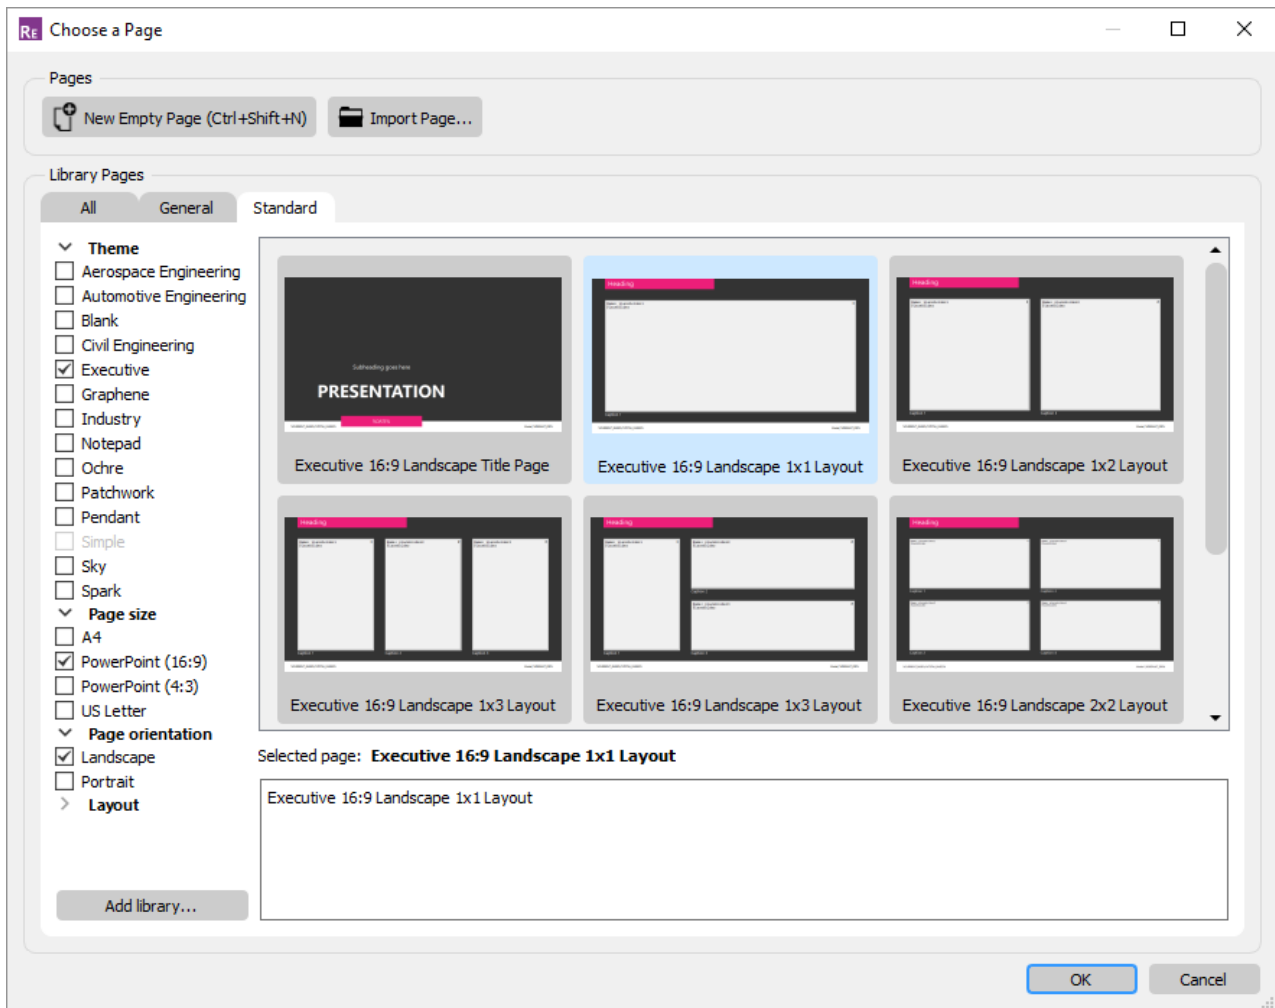 RE Choose a Page
Pages
New Empty Page (Ctrl+Shift+N)
Import Page...
Library Pages
All
General
Standard
Theme
Aerospace Engineering
Automotive Engineering
Blank
Civil Engineering
Executive
Graphene
Industry
Notepad
Ochre
Patchwork
Pendant
Simple
Sky
Spark
Page size
A4
PowerPoint (16:9)
PowerPoint (4:3)
US Letter
Page orientation
Landscape
Portrait
Layout
Add library...
Subheading goes here
PRESENTATION
Executive 16:9 Landscape Title Page
Heading
Executive 16:9 Landscape 1x1 Layout
Heading
Executive 16:9 Landscape 1x2 Layout
Heading
Executive 16:9 Landscape 1x3 Layout
Heading
Executive 16:9 Landscape 1x3 Layout
Heading
Executive 16:9 Landscape 2x2 Layout
Selected page: Executive 16:9 Landscape 1x1 Layout
Executive 16:9 Landscape 1x1 Layout
OK
Cancel